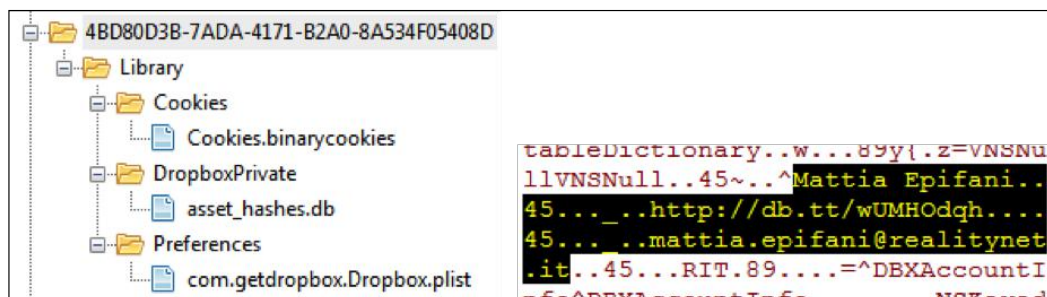 4BD80D3B-7ADA-4171-B2A0-8A534F05408D
Library
Cookies
Cookies.binarycookies
DropboxPrivate
asset_hashes.db
Preferences
com.getdropbox.Dropbox.plist
tableDictionary..w...89y{.z=VNSNu
llVNSNull..45~..^Mattia Epifani..
45..._..http://db.tt/wUMHOdqh....
45..._..mattia.epifani@realitynet
.it..45...RIT.89....=^DBXAccountI